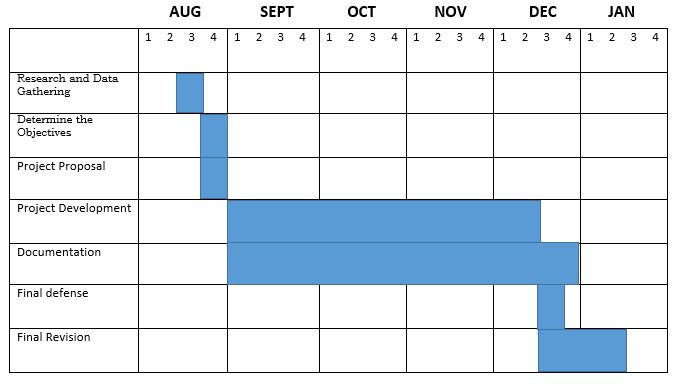 AUG SEPT OCT NOV DEC JAN
1 2 3 4 1 2 3 4 1 2 3 4 1 2 3 4 1 2 3 4 1 2 3 4
Research and Data
Gathering
Determine the
Objectives
Project Proposal
Project Development
Documentation
Final defense
Final Revision